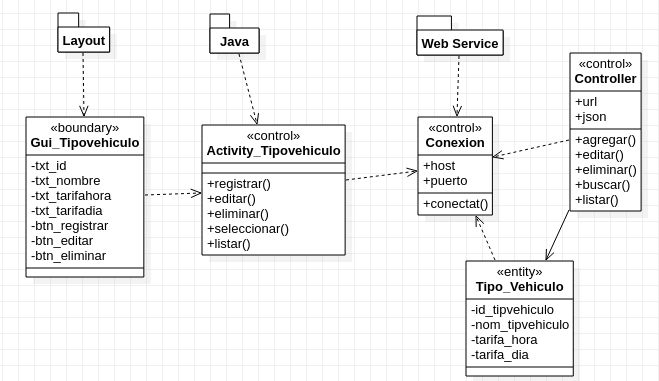 Layout
Java
Web Service
«control»
Controller
+url
+json
+agregar()
+editar()
+eliminar()
+buscar()
+listar()
«boundary»
Gui_Tipovehiculo
-txt_id
-txt_nombre
-txt_tarifahora
-txt_tarifadia
-btn_registrar
-btn_editar
-btn_eliminar
«control»
Activity_Tipovehiculo
+registrar()
+editar()
+eliminar()
+seleccionar()
+listar()
«control»
Conexion
+host
+puerto
+conectat()
«entity»
Tipo_Vehiculo
-id_tipvehiculo
-nom_tipvehiculo
-tarifa_hora
-tarifa_dia